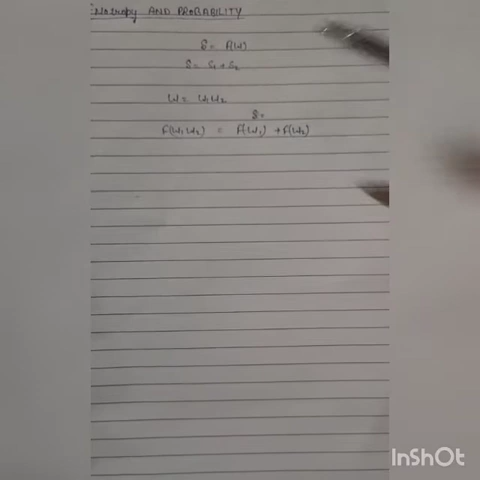 Entropy AND PROBABILITY
S = f(W)
S = S₁ + S₂
W = W₁W₂
S =
f(W₁W₂) = f(W₁) + f(W₂)
InShOt